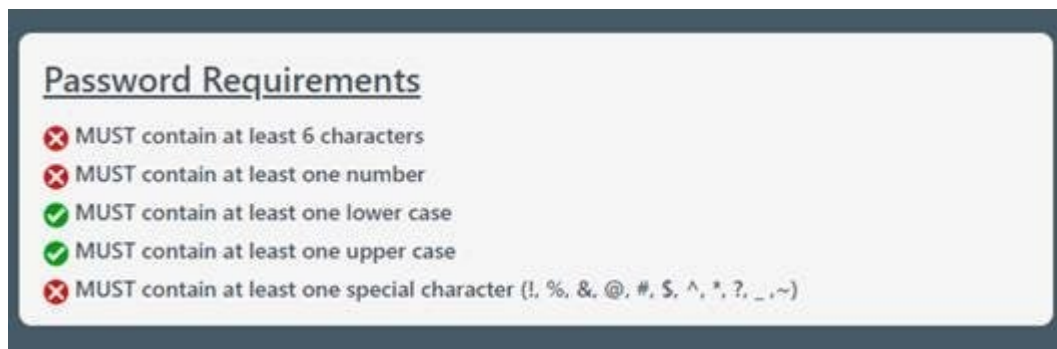 Password Requirements
MUST contain at least 6 characters
MUST contain at least one number
MUST contain at least one lower case
MUST contain at least one upper case
MUST contain at least one special character (!, %, &, @, #, $, ^, *, ?, _ ,~)